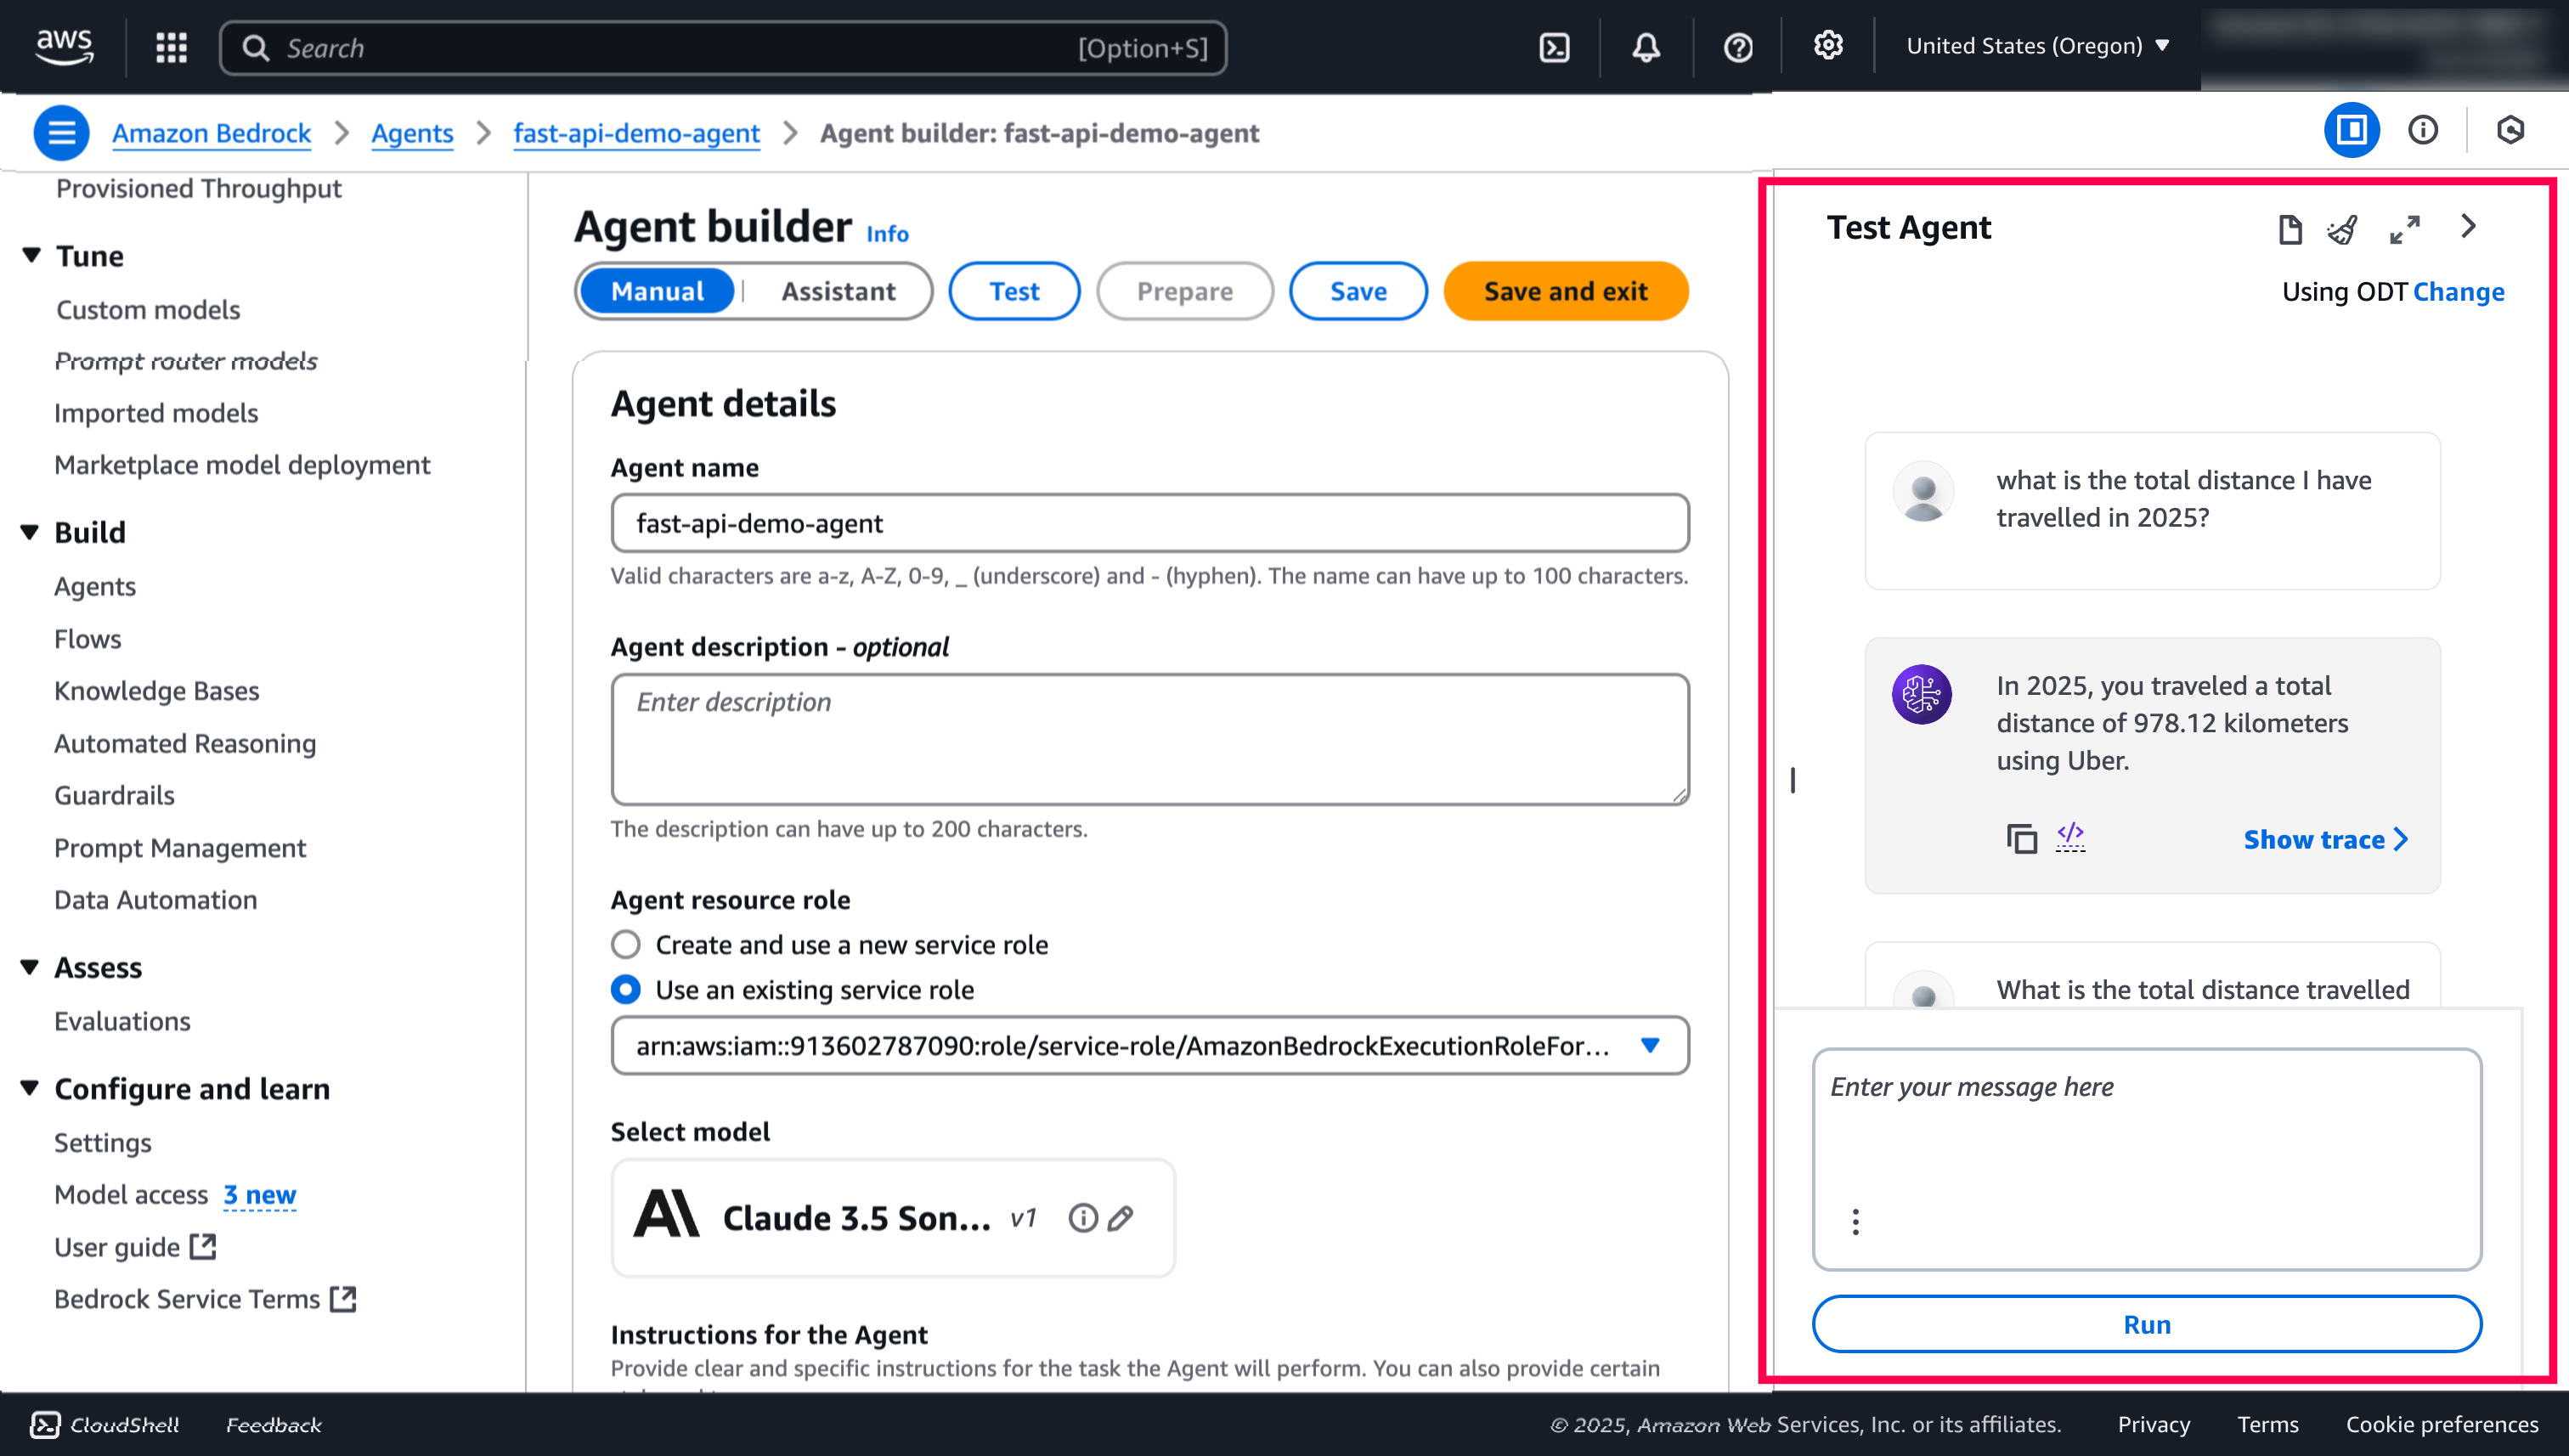 aws
Search [Option+S]
United States (Oregon)
Amazon Bedrock > Agents > fast-api-demo-agent > Agent builder: fast-api-demo-agent
Provisioned Throughput
Tune
Custom models
Prompt router models
Imported models
Marketplace model deployment
Build
Agents
Flows
Knowledge Bases
Automated Reasoning
Guardrails
Prompt Management
Data Automation
Assess
Evaluations
Configure and learn
Settings
Model access 3 new
User guide
Bedrock Service Terms
Agent builder Info
Manual | Assistant Test Prepare Save Save and exit
Agent details
Agent name
fast-api-demo-agent
Valid characters are a-z, A-Z, 0-9, _ (underscore) and - (hyphen). The name can have up to 100 characters.
Agent description - optional
Enter description
The description can have up to 200 characters.
Agent resource role
Create and use a new service role
Use an existing service role
arn:aws:iam::913602787090:role/service-role/AmazonBedrockExecutionRoleFor...
Select model
Claude 3.5 Son... v1
Instructions for the Agent
Provide clear and specific instructions for the task the Agent will perform. You can also provide certain
Test Agent
Using ODT Change
what is the total distance I have
travelled in 2025?
In 2025, you traveled a total
distance of 978.12 kilometers
using Uber.
</> Show trace >
What is the total distance travelled
Enter your message here
Run
CloudShell Feedback
© 2025, Amazon Web Services, Inc. or its affiliates. Privacy Terms Cookie preferences